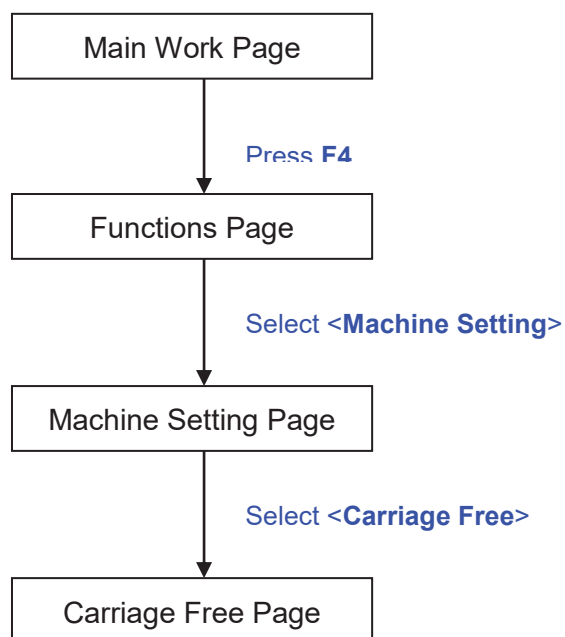 Main Work Page
Press F4
Functions Page
Select <Machine Setting>
Machine Setting Page
Select <Carriage Free>
Carriage Free Page